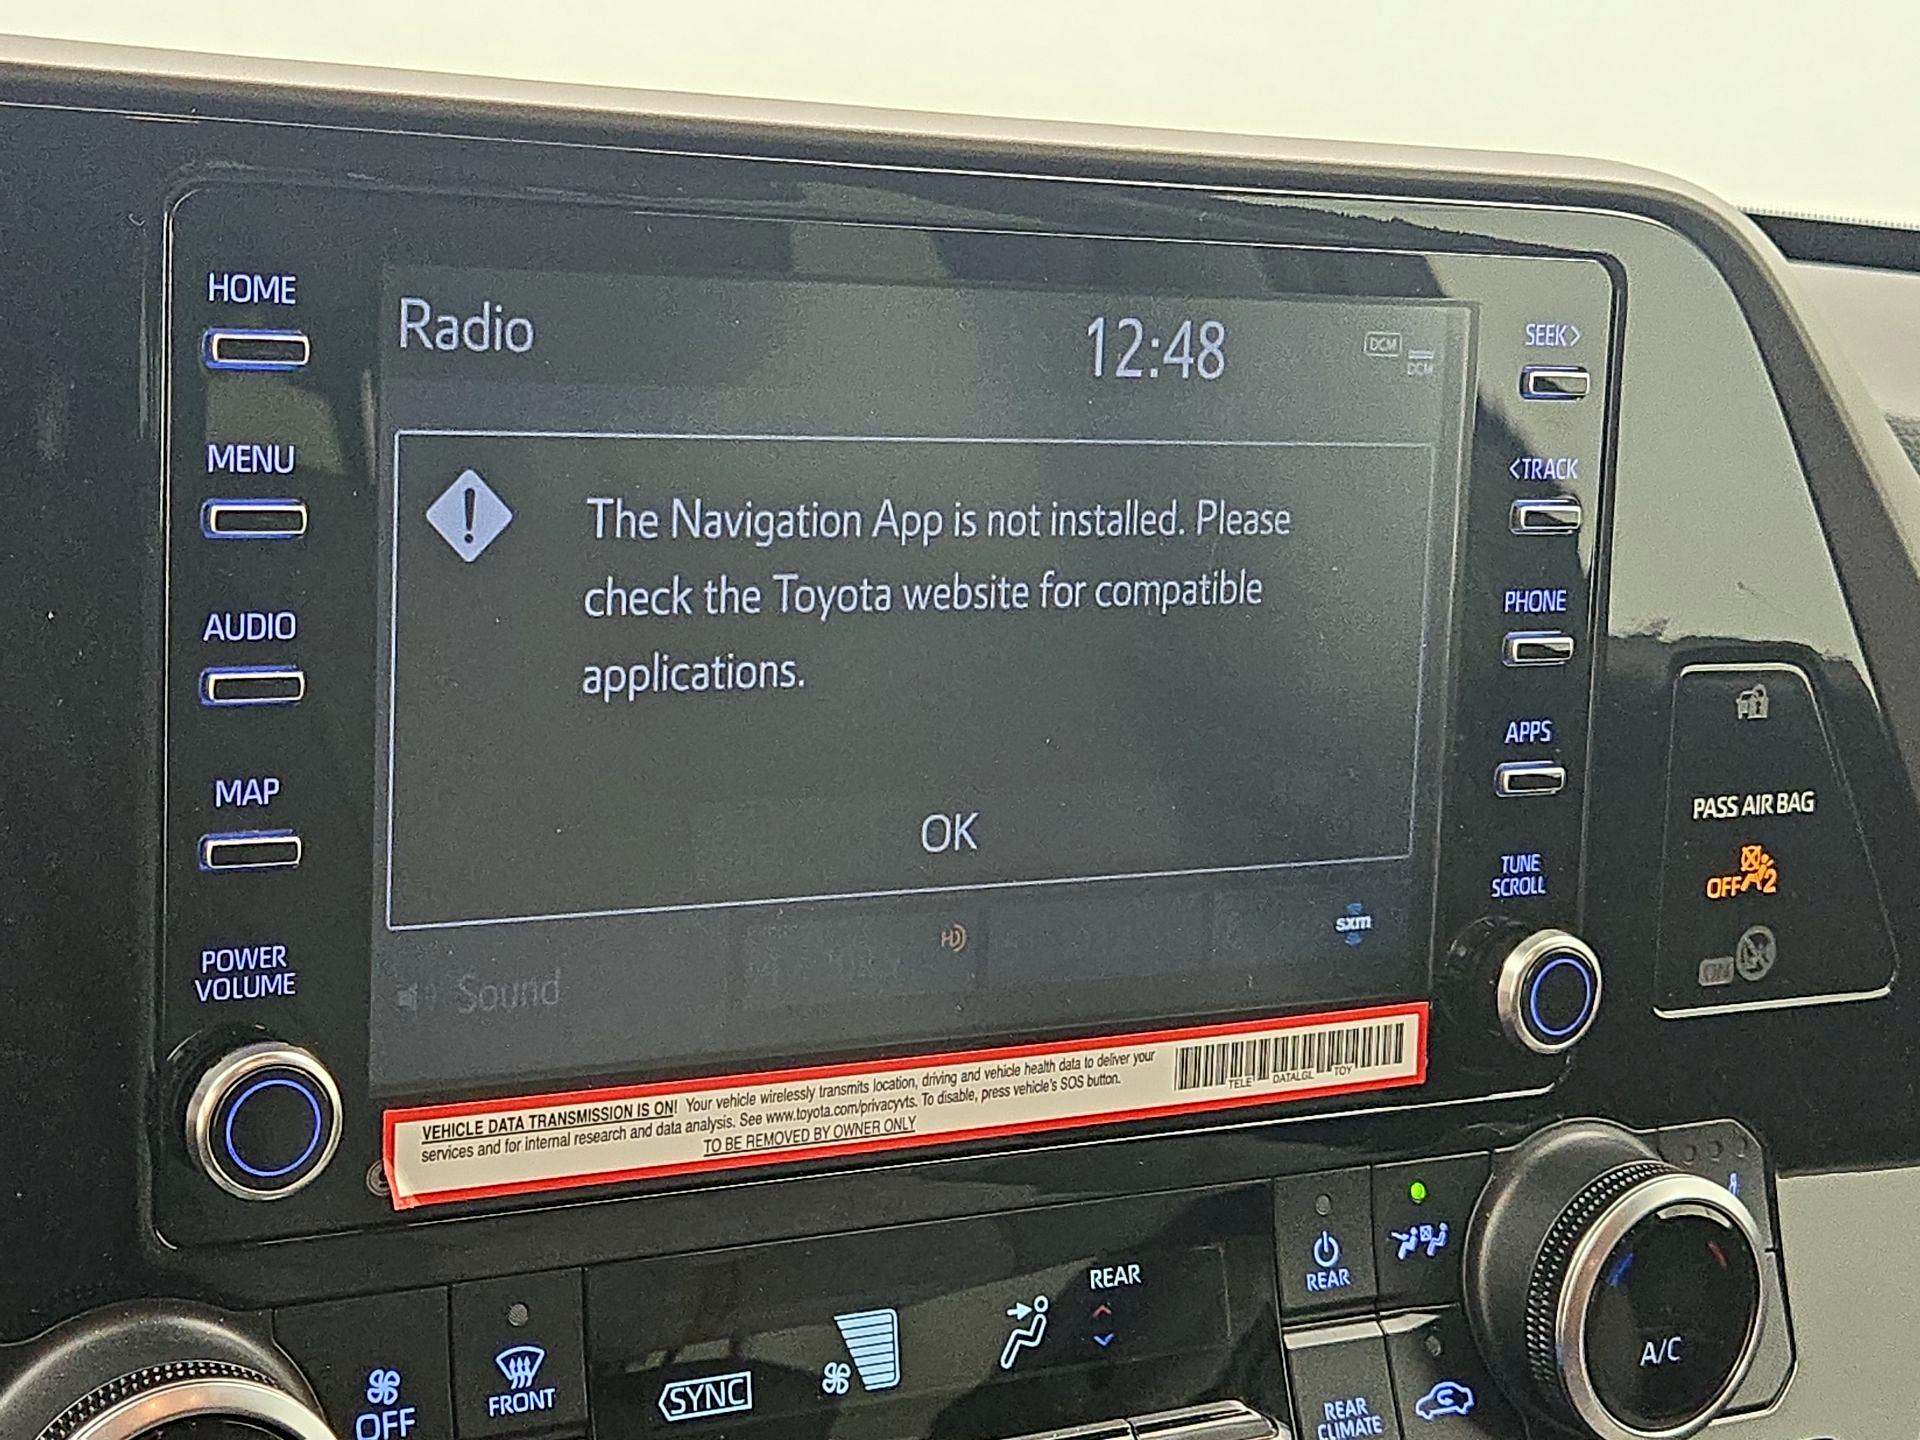 HOME
MENU
AUDIO
MAP
POWER
VOLUME
Radio
12:48
DCM
DCM
The Navigation App is not installed. Please
check the Toyota website for compatible
applications.
OK
HD
sxm
Sound
SEEK>
<TRACK
PHONE
APPS
TUNE
SCROLL
PASS AIR BAG
OFF
2
ON
VEHICLE DATA TRANSMISSION IS ON! Your vehicle wirelessly transmits location, driving and vehicle health data to deliver your
services and for internal research and data analysis. See www.toyota.com/privacyvts. To disable, press vehicle's SOS button.
TO BE REMOVED BY OWNER ONLY
TELE DATALGL TOY
OFF
FRONT
SYNC
REAR
REAR
REAR
CLIMATE
A/C